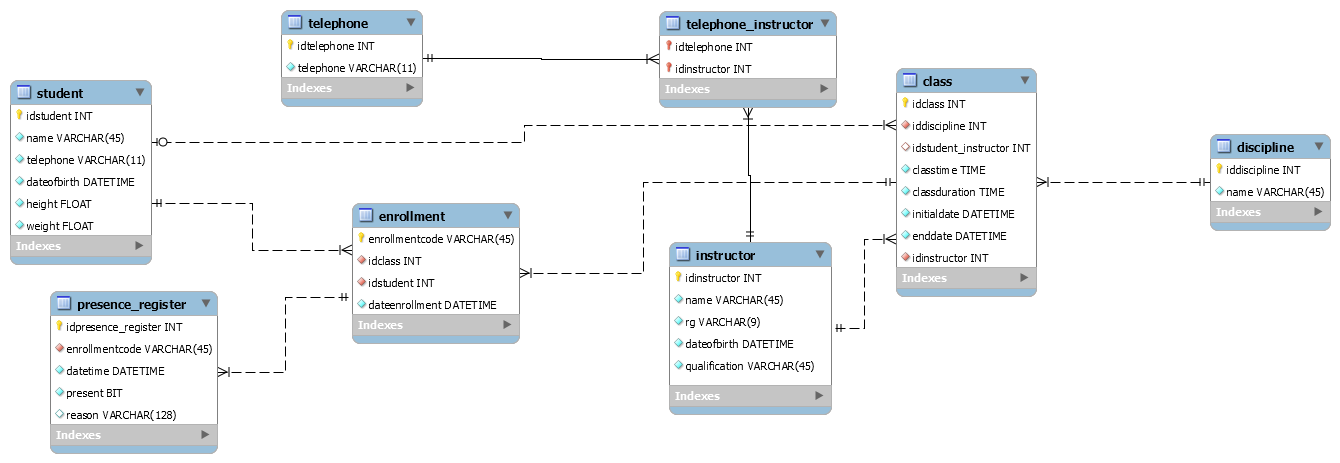 telephone
idtelephone INT
telephone VARCHAR(11)
Indexes
telephone_instructor
idtelephone INT
idinstructor INT
Indexes
student
idstudent INT
name VARCHAR(45)
telephone VARCHAR(11)
dateofbirth DATETIME
height FLOAT
weight FLOAT
Indexes
class
idclass INT
iddiscipline INT
idstudent_instructor INT
classtime TIME
classduration TIME
initialdate DATETIME
enddate DATETIME
idinstructor INT
Indexes
discipline
iddiscipline INT
name VARCHAR(45)
Indexes
enrollment
enrollmentcode VARCHAR(45)
idclass INT
idstudent INT
dateenrollment DATETIME
Indexes
instructor
idinstructor INT
name VARCHAR(45)
rg VARCHAR(9)
dateofbirth DATETIME
qualification VARCHAR(45)
Indexes
presence_register
idpresence_register INT
enrollmentcode VARCHAR(45)
datetime DATETIME
present BIT
reason VARCHAR(128)
Indexes